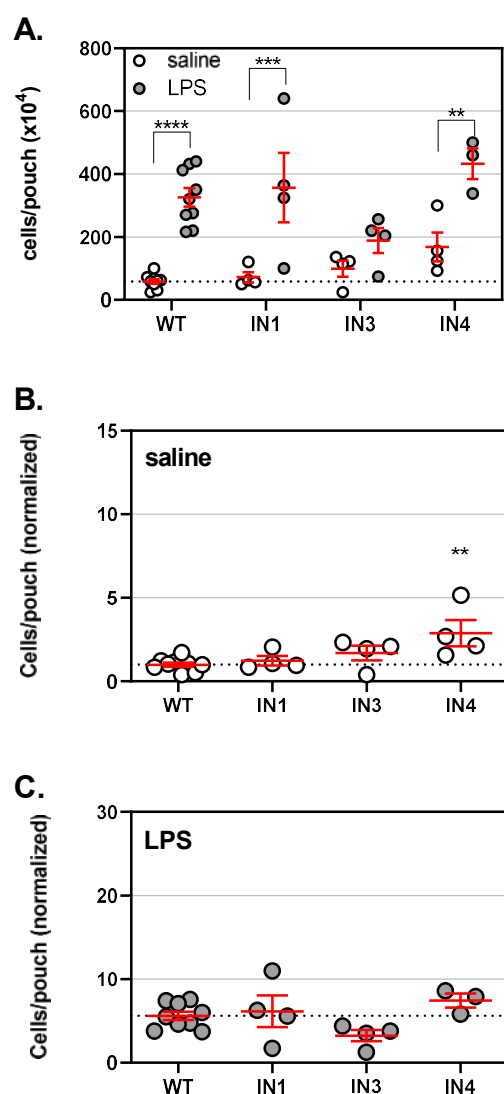 A.
cells/pouch (x10⁴)
800
600
400
200
0
saline
LPS
****
***
**
WT
IN1
IN3
IN4
B.
Cells/pouch (normalized)
15
10
5
0
saline
**
WT
IN1
IN3
IN4
C.
Cells/pouch (normalized)
30
20
10
0
LPS
WT
IN1
IN3
IN4